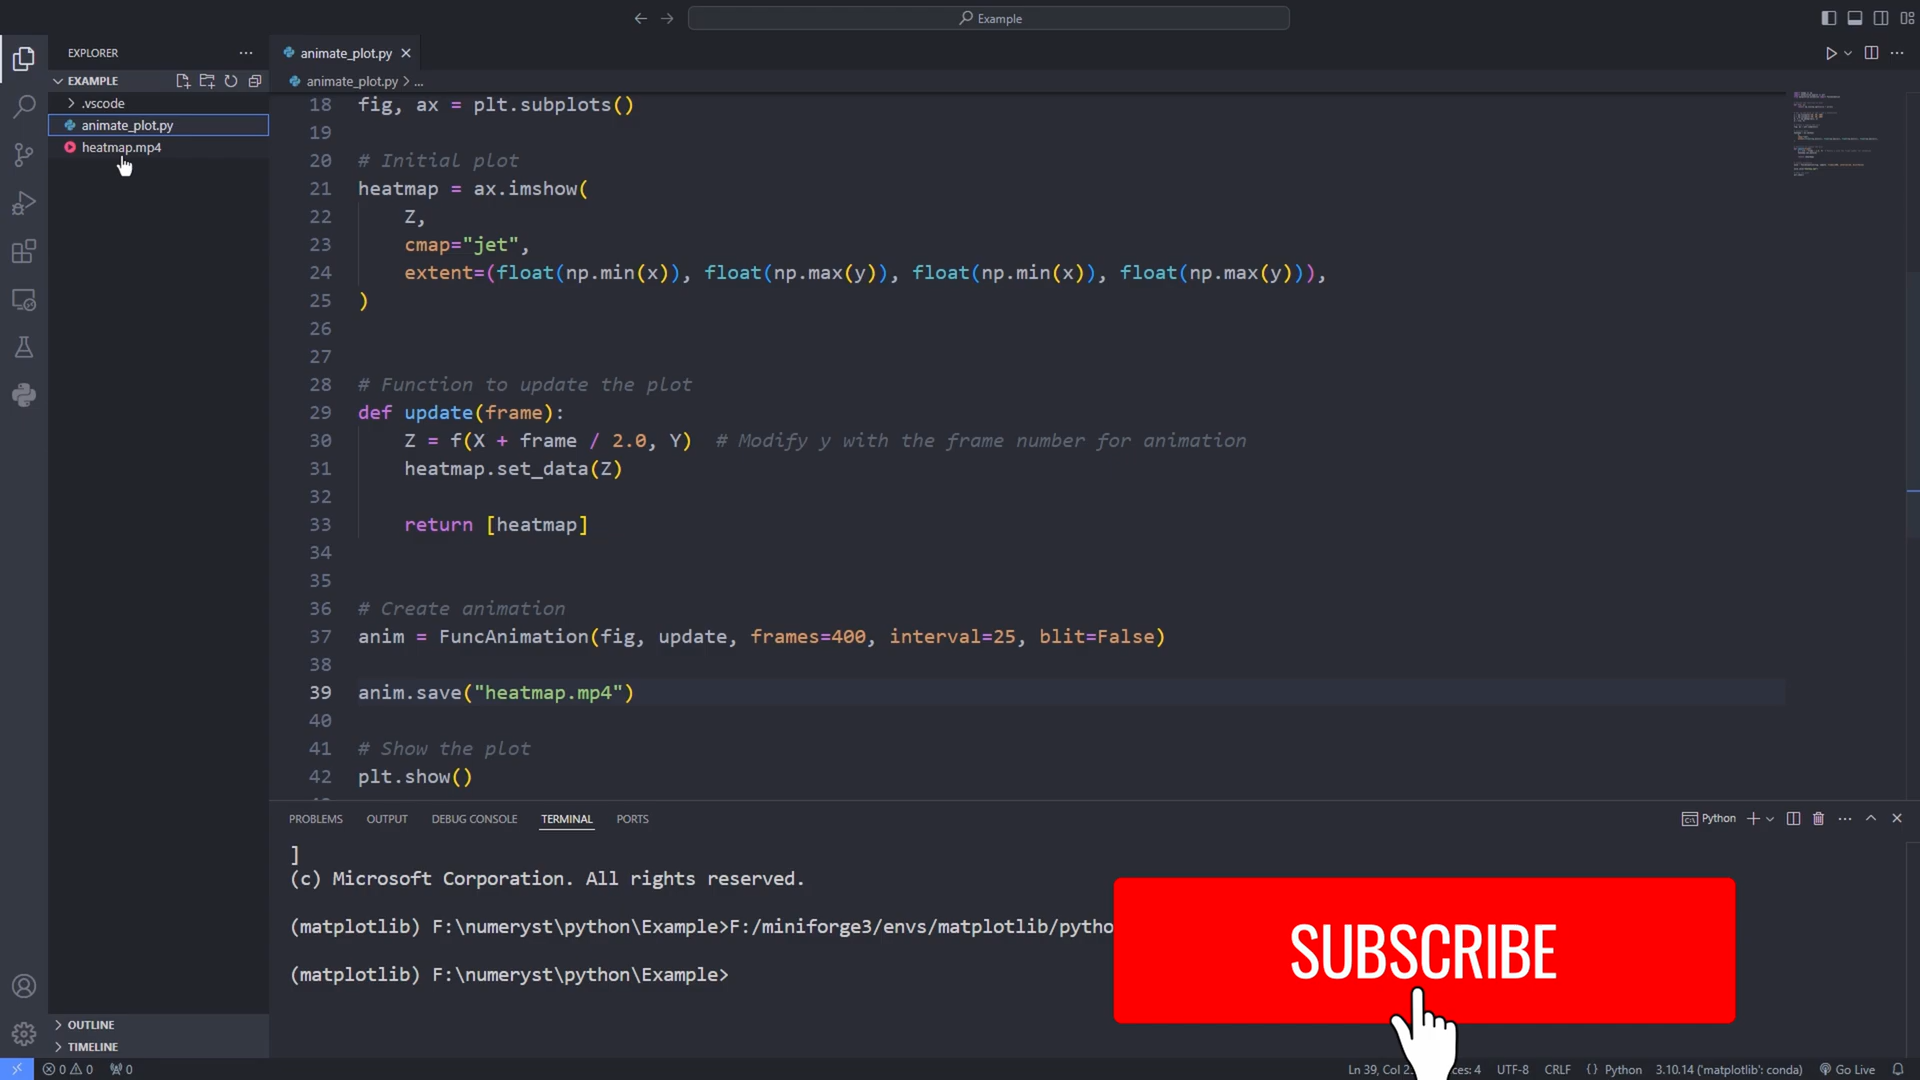 Example
EXPLORER
EXAMPLE
.vscode
animate_plot.py
heatmap.mp4
OUTLINE
TIMELINE
animate_plot.py
animate_plot.py > ...
18 fig, ax = plt.subplots()
19
20 # Initial plot
21 heatmap = ax.imshow(
22 Z,
23 cmap="jet",
24 extent=(float(np.min(x)), float(np.max(y)), float(np.min(x)), float(np.max(y))),
25 )
26
27
28 # Function to update the plot
29 def update(frame):
30 Z = f(X + frame / 2.0, Y)  # Modify y with the frame number for animation
31 heatmap.set_data(Z)
32
33 return [heatmap]
34
35
36 # Create animation
37 anim = FuncAnimation(fig, update, frames=400, interval=25, blit=False)
38
39 anim.save("heatmap.mp4")
40
41 # Show the plot
42 plt.show()
PROBLEMS OUTPUT DEBUG CONSOLE TERMINAL PORTS
Python
]
(c) Microsoft Corporation. All rights reserved.
(matplotlib) F:\numeryst\python\Example>F:/miniforge3/envs/matplotlib/pytho
(matplotlib) F:\numeryst\python\Example>
SUBSCRIBE
0 0 0 Ln 39, Col 2 ces: 4 UTF-8 CRLF {} Python 3.10.14 ('matplotlib': conda) Go Live